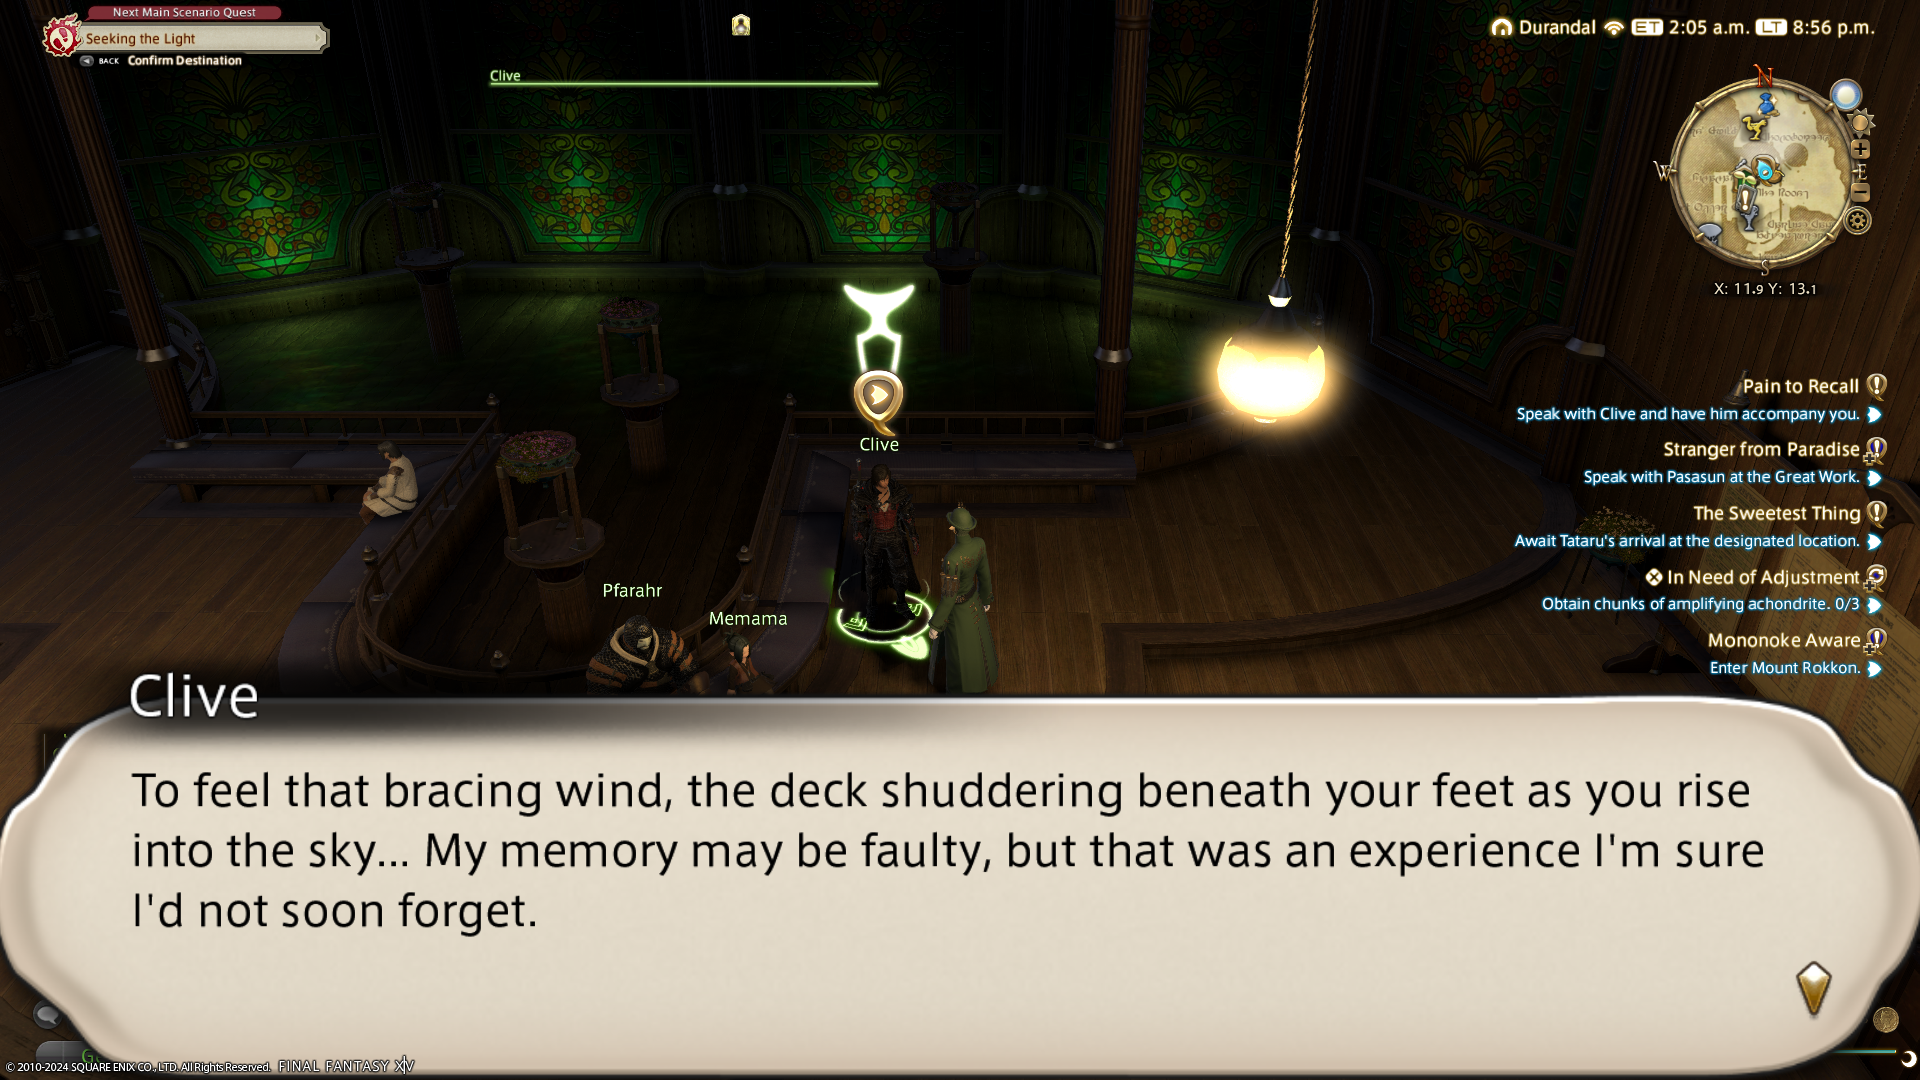 Next Main Scenario Quest
Seeking the Light
BACK Confirm Destination
Clive
Durandal ET 2:05 a.m. LT 8:56 p.m.
N
W
E
S
X: 11.9 Y: 13.1
Pain to Recall
Speak with Clive and have him accompany you.
Stranger from Paradise
Speak with Pasasun at the Great Work.
The Sweetest Thing
Await Tataru's arrival at the designated location.
In Need of Adjustment
Obtain chunks of amplifying achondrite. 0/3
Mononoke Aware
Enter Mount Rokkon.
Clive
Pfarahr
Memama
Clive
To feel that bracing wind, the deck shuddering beneath your feet as you rise
into the sky... My memory may be faulty, but that was an experience I'm sure
I'd not soon forget.
© 2010-2024 SQUARE ENIX CO., LTD. All Rights Reserved. FINAL FANTASY XIV